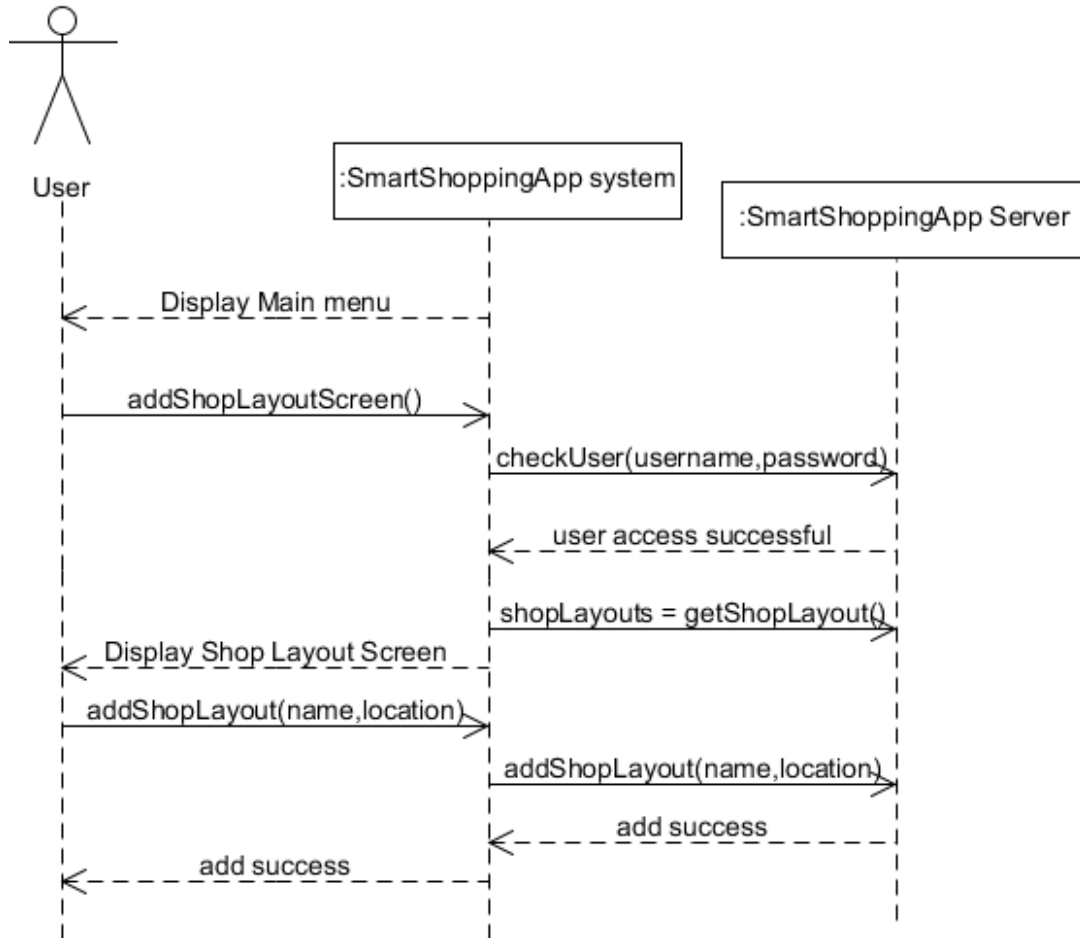 User
:SmartShoppingApp system
:SmartShoppingApp Server
Display Main menu
addShopLayoutScreen()
checkUser(username,password)
user access successful
shopLayouts = getShopLayout()
Display Shop Layout Screen
addShopLayout(name,location)
addShopLayout(name,location)
add success
add success